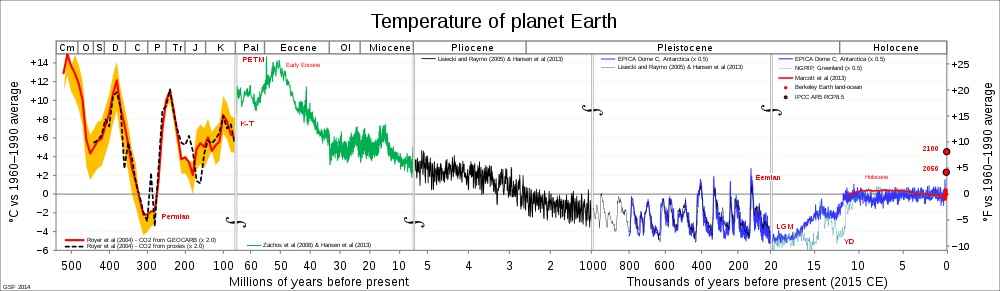 Temperature of planet Earth
Cm O S D C P Tr J K Pal Eocene Ol Miocene Pliocene Pleistocene Holocene
°C vs 1960–1990 average
+14
+12
+10
+8
+6
+4
+2
0
−2
−4
−6
PETM
Early Eocene
K-T
Permian
Royer et al (2004) - CO2 from GEOCARB (x 2.0)
Royer et al (2004) - CO2 from proxies (x 2.0)
Zachos et al (2008) & Hansen et al (2013)
Lisiecki and Raymo (2005) & Hansen et al (2013)
EPICA Dome C, Antarctica (x 0.5)
Lisiecki and Raymo (2005) & Hansen et al (2013)
EPICA Dome C, Antarctica (x 0.5)
NGRIP, Greenland (x 0.5)
Marcott et al (2013)
Berkeley Earth land-ocean
IPCC AR5 RCP8.5
Eemian
LGM
YD
Holocene
2100
2050
+25
+20
+15
+10
+5
0
−5
−10
°F vs 1960–1990 average
500 400 300 200 100 60 50 40 30 20 10 5 4 3 2 1000 800 600 400 200 20 15 10 5 0
Millions of years before present
Thousands of years before present (2015 CE)
GSF 2014